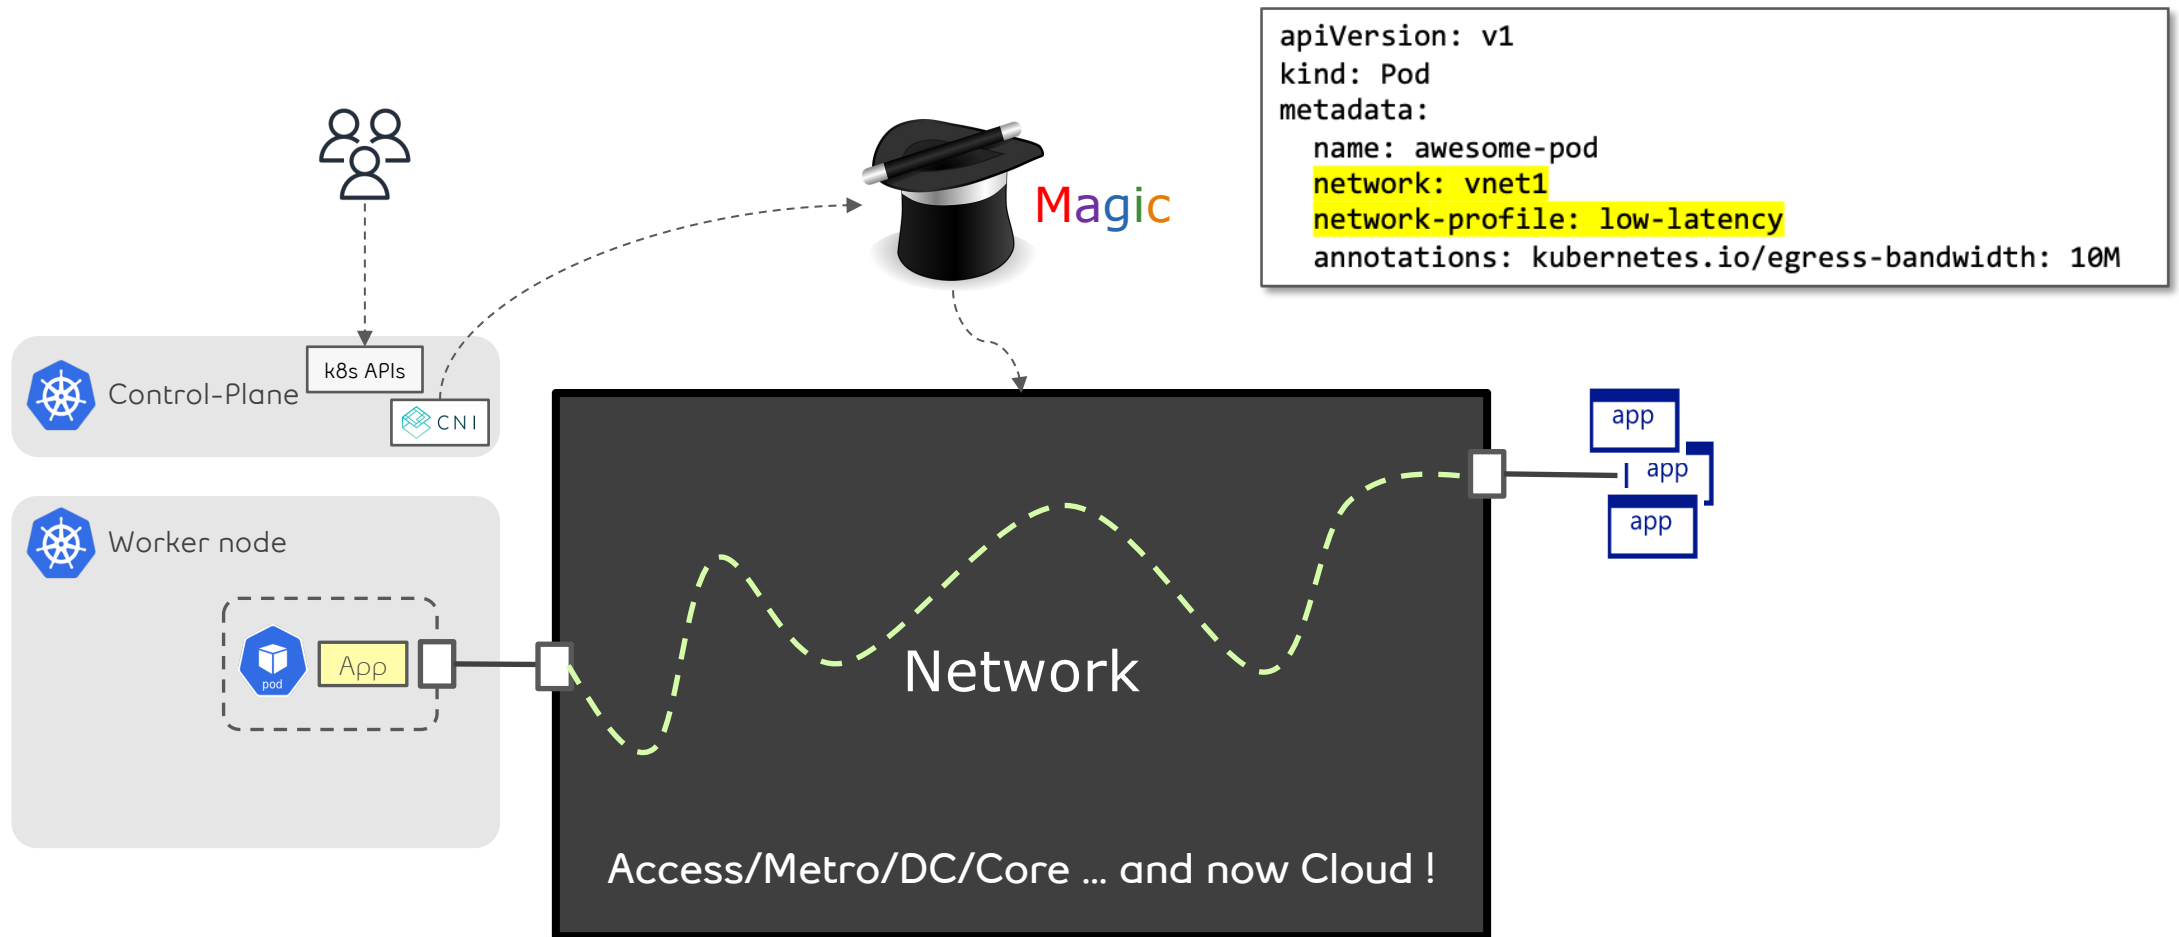 apiVersion: v1
kind: Pod
metadata:
name: awesome-pod
network: vnet1
network-profile: low-latency
annotations: kubernetes.io/egress-bandwidth: 10M
Magic
k8s APIs
Control-Plane
CNI
app
app
app
Worker node
pod
App
Network
Access/Metro/DC/Core ... and now Cloud !